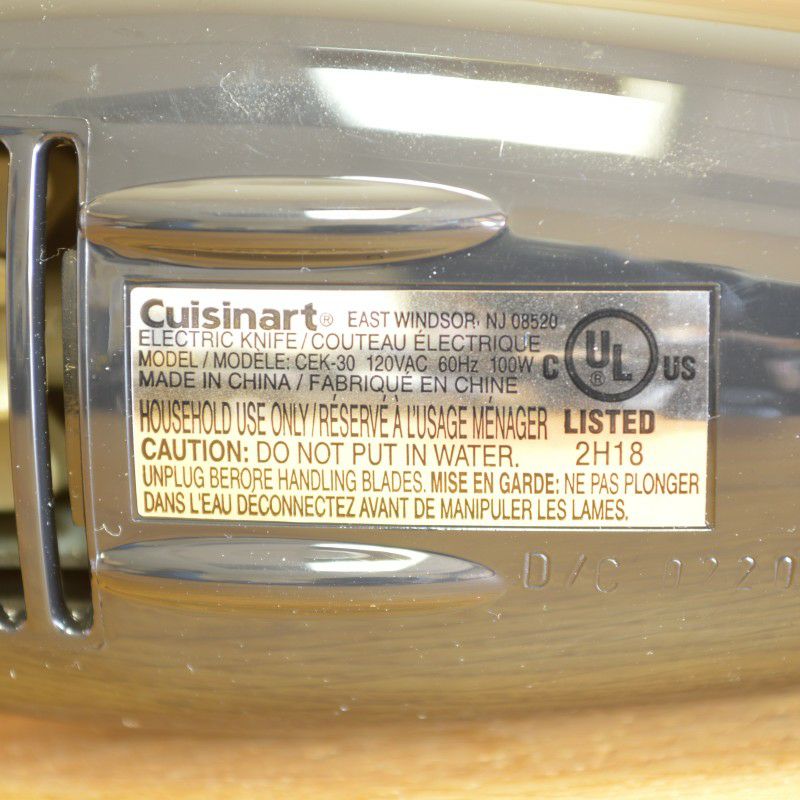 Cuisinart® EAST WINDSOR, NJ 08520
ELECTRIC KNIFE/COUTEAU ÉLECTRIQUE
MODEL / MODÈLE: CEK-30 120VAC 60Hz 100W
MADE IN CHINA / FABRIQUÉ EN CHINE
C UL® US
LISTED
2H18
HOUSEHOLD USE ONLY/RÉSERVÉ À L'USAGE MÉNAGER
CAUTION: DO NOT PUT IN WATER.
UNPLUG BERORE HANDLING BLADES. MISE EN GARDE: NE PAS PLONGER
DANS L'EAU DÉCONNECTEZ AVANT DE MANIPULER LES LAMES.
D/C 0220